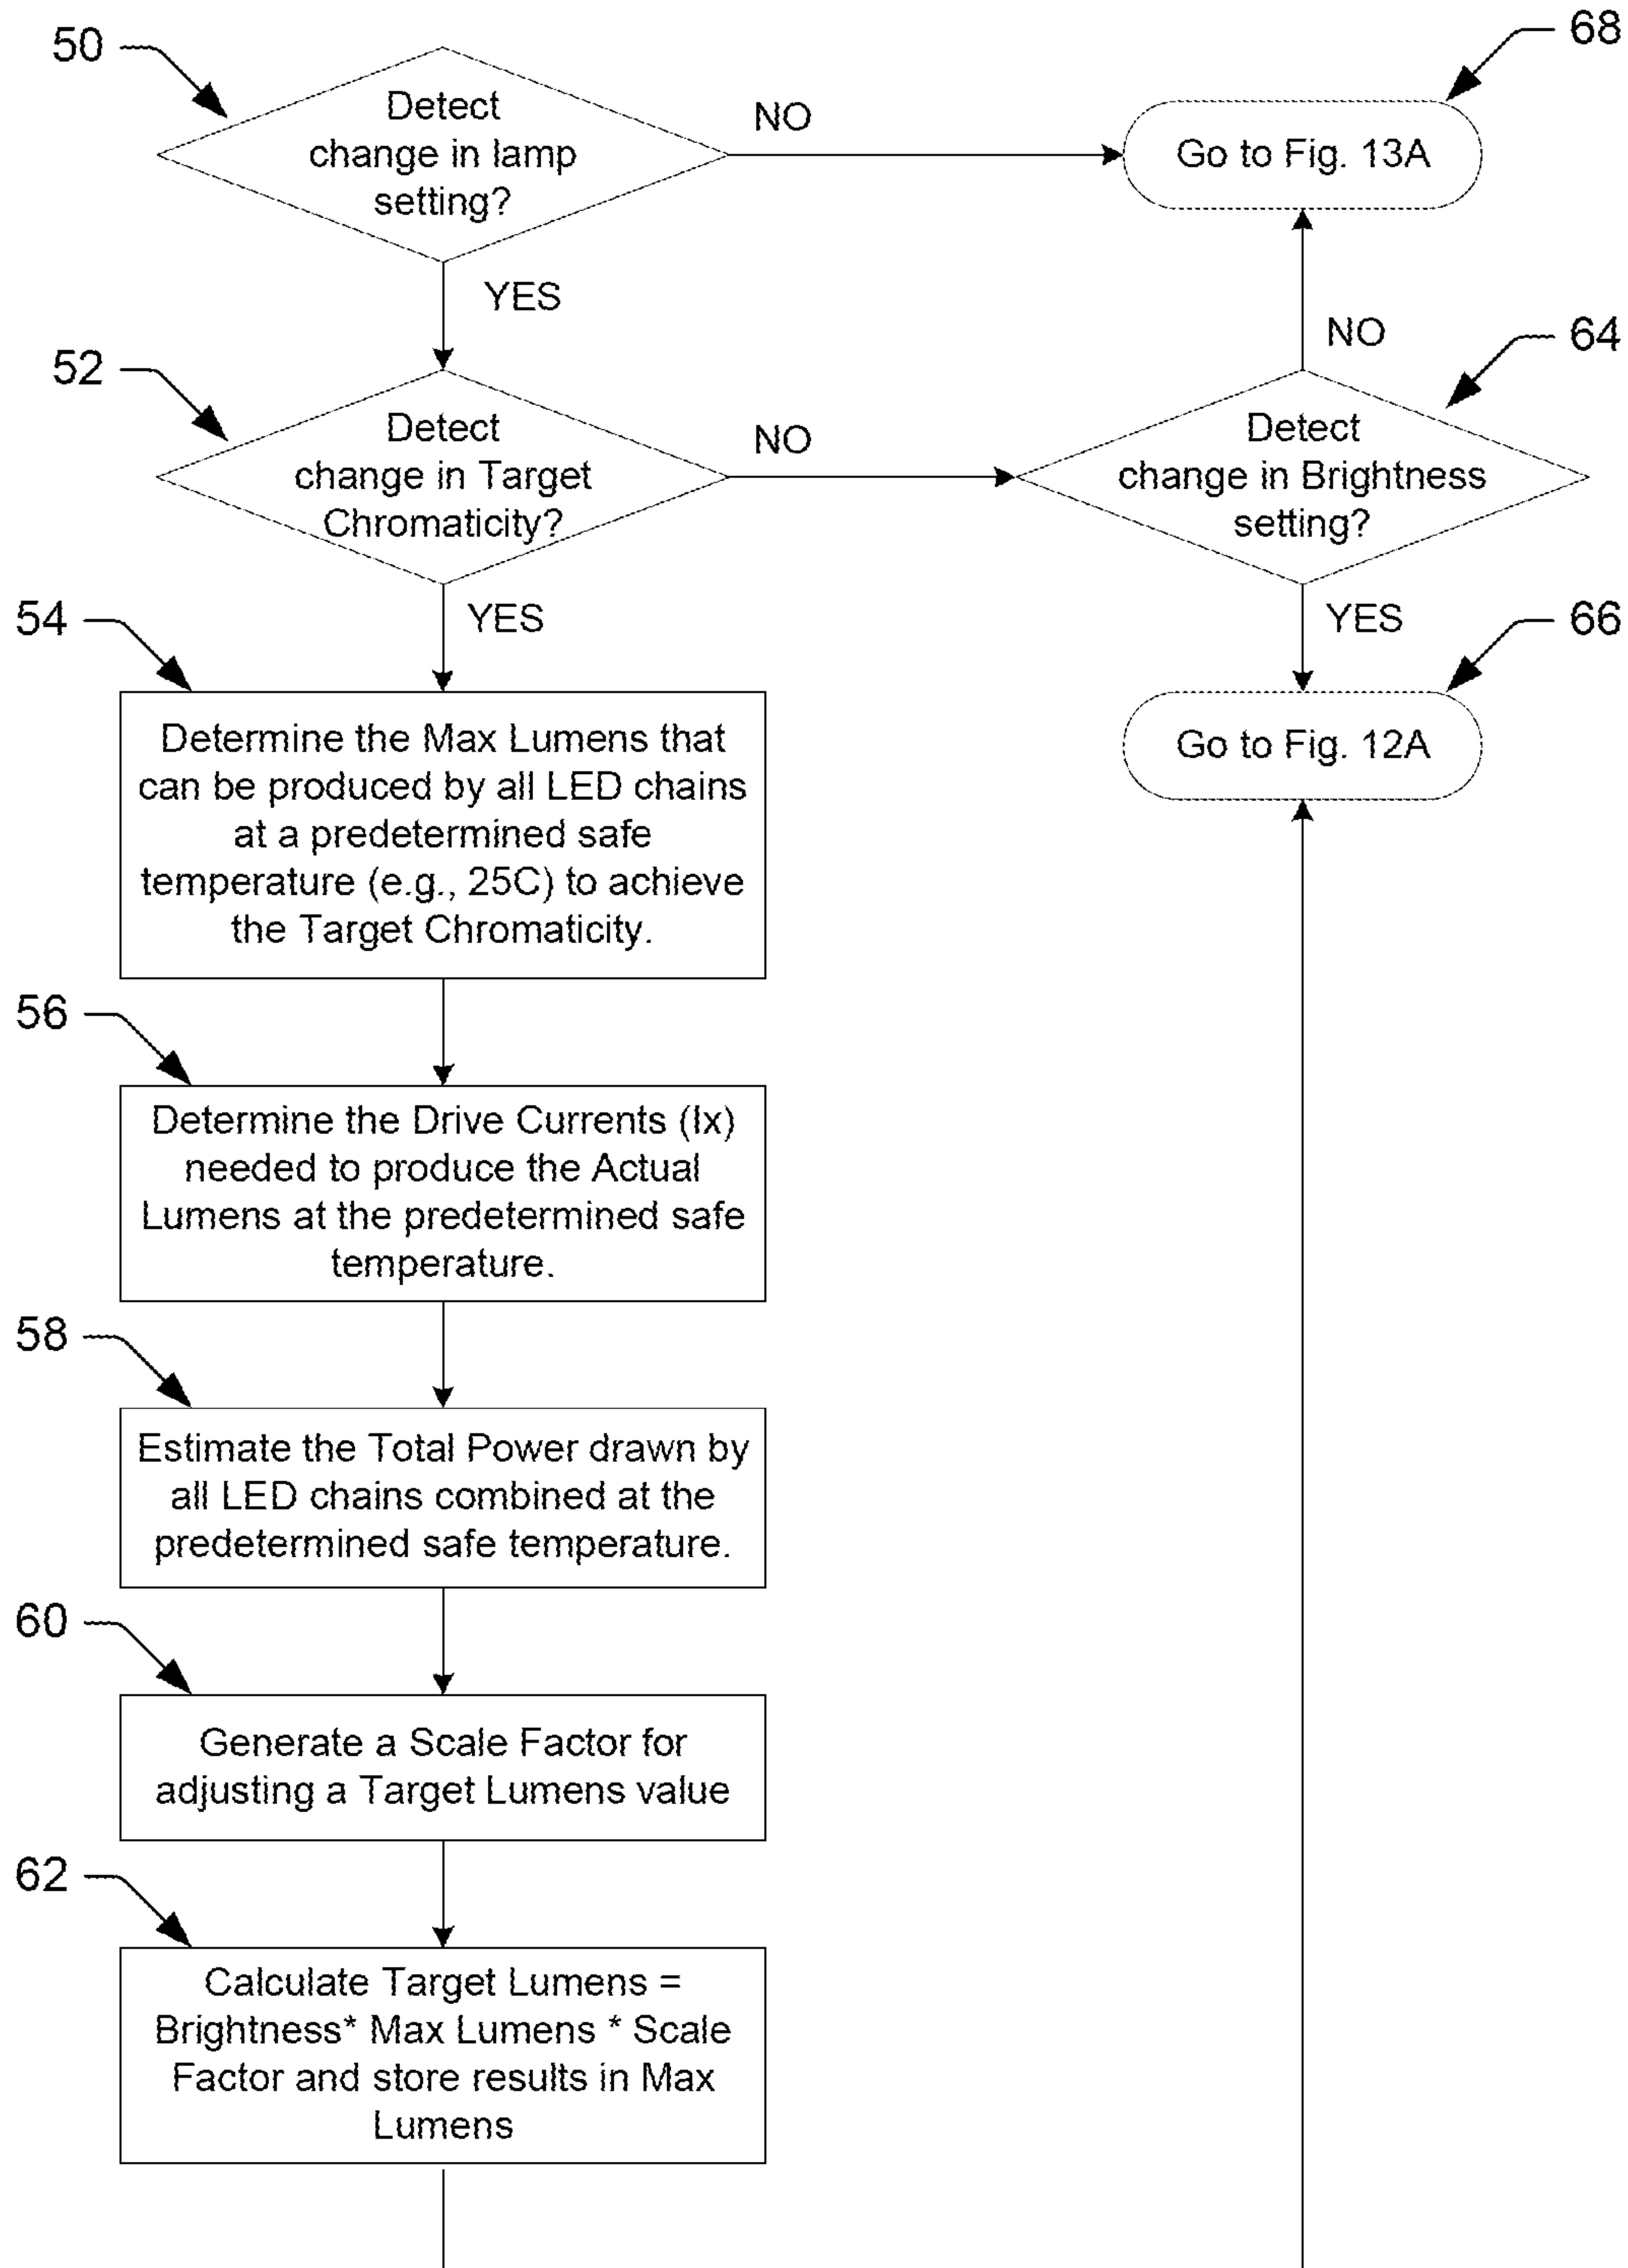 50
Detect
change in lamp
setting?
NO
68
Go to Fig. 13A
YES
52
Detect
change in Target
Chromaticity?
NO
64
Detect
change in Brightness
setting?
NO
YES
YES
66
Go to Fig. 12A
54
Determine the Max Lumens that
can be produced by all LED chains
at a predetermined safe
temperature (e.g., 25C) to achieve
the Target Chromaticity.
56
Determine the Drive Currents (Ix)
needed to produce the Actual
Lumens at the predetermined safe
temperature.
58
Estimate the Total Power drawn by
all LED chains combined at the
predetermined safe temperature.
60
Generate a Scale Factor for
adjusting a Target Lumens value
62
Calculate Target Lumens =
Brightness* Max Lumens * Scale
Factor and store results in Max
Lumens